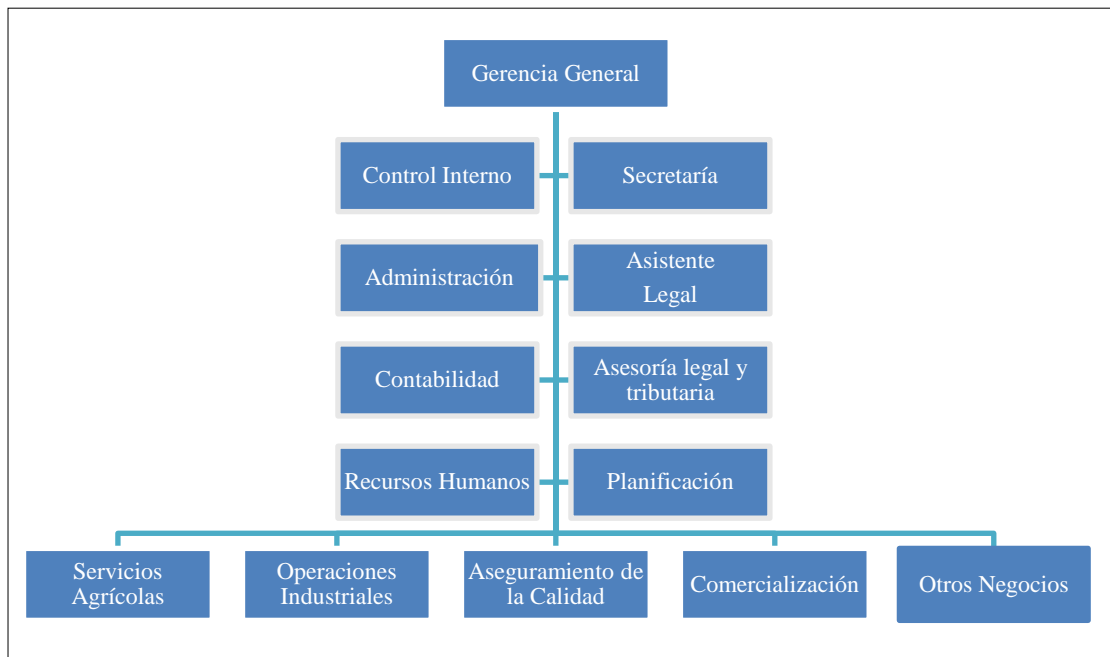 Gerencia General
Control Interno
Secretaría
Administración
Asistente
Legal
Contabilidad
Asesoría legal y
tributaria
Recursos Humanos
Planificación
Servicios
Agrícolas
Operaciones
Industriales
Aseguramiento de
la Calidad
Comercialización
Otros Negocios